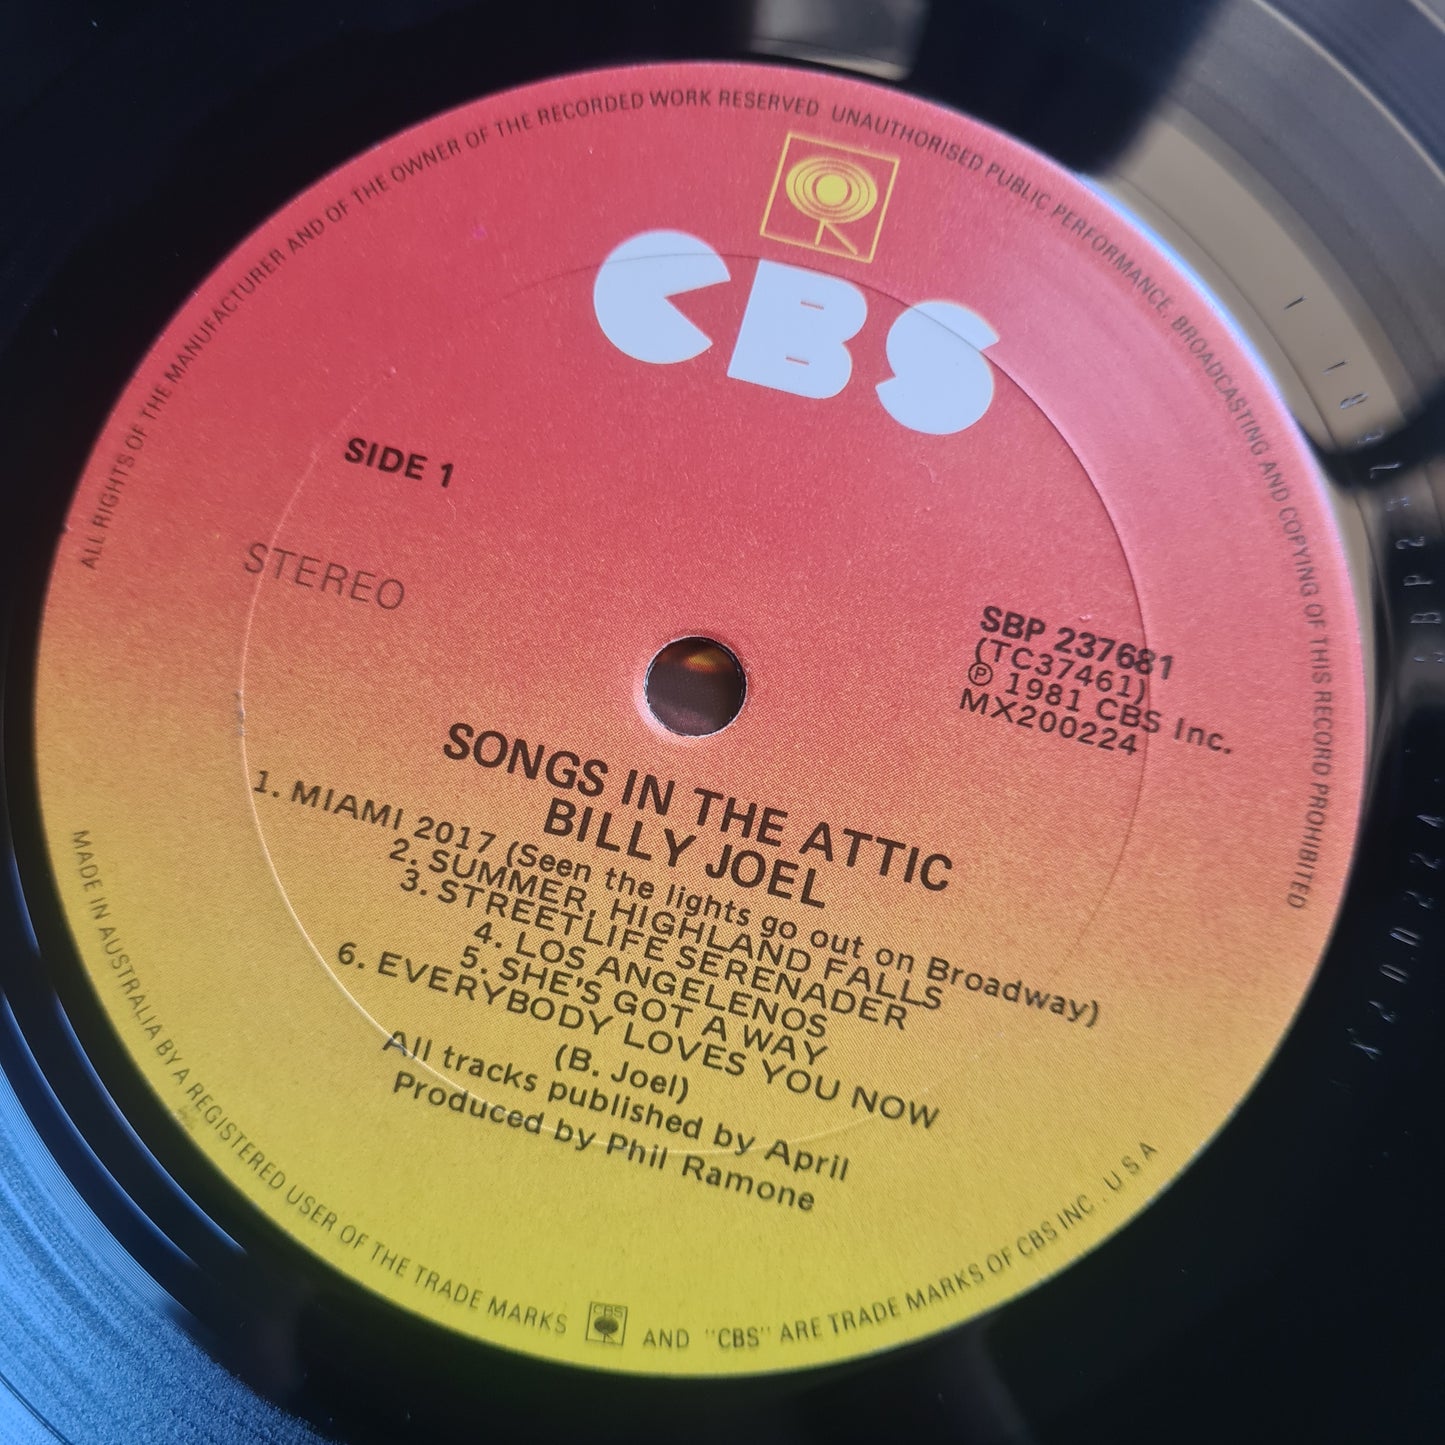 ALL RIGHTS OF THE MANUFACTURER AND OF THE OWNER OF THE RECORDED WORK RESERVED UNAUTHORISED PUBLIC PERFORMANCE, BROADCASTING AND COPYING OF THIS RECORD PROHIBITED
CBS
SIDE 1
STEREO
SBP 237681
(TC37461)
℗ 1981 CBS Inc.
MX200224
SONGS IN THE ATTIC
BILLY JOEL
1. MIAMI 2017 (Seen the lights go out on Broadway)
2. SUMMER, HIGHLAND FALLS
3. STREETLIFE SERENADER
4. LOS ANGELENOS
5. SHE'S GOT A WAY
6. EVERYBODY LOVES YOU NOW
(B. Joel)
All tracks published by April
Produced by Phil Ramone
MADE IN AUSTRALIA BY A REGISTERED USER OF THE TRADE MARKS CBS AND "CBS" ARE TRADE MARKS OF CBS INC. U S A